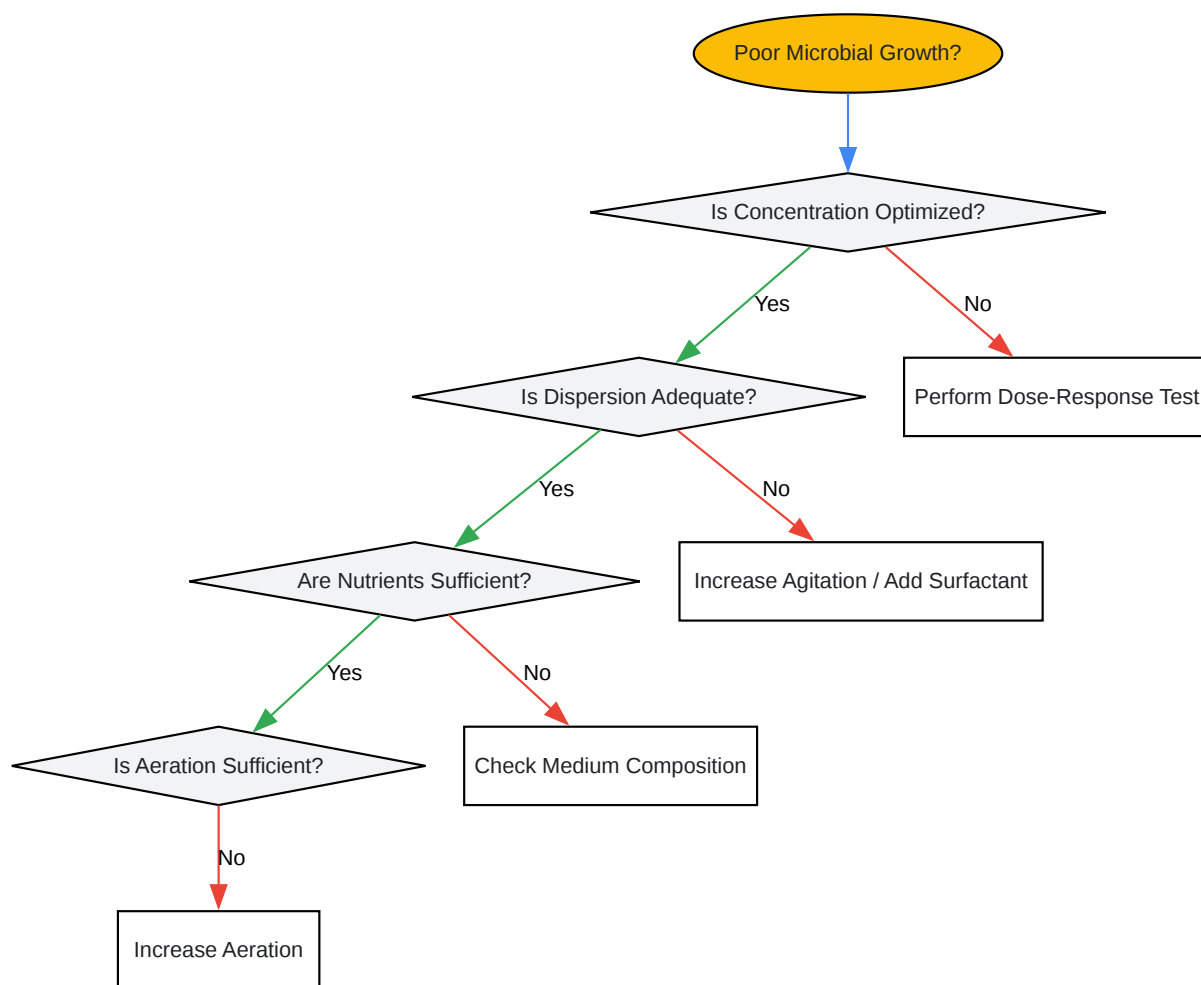 Poor Microbial Growth?
Is Concentration Optimized?
Yes
No
Is Dispersion Adequate?
Perform Dose-Response Test
Yes
No
Are Nutrients Sufficient?
Increase Agitation / Add Surfactant
Yes
No
Is Aeration Sufficient?
Check Medium Composition
No
Increase Aeration